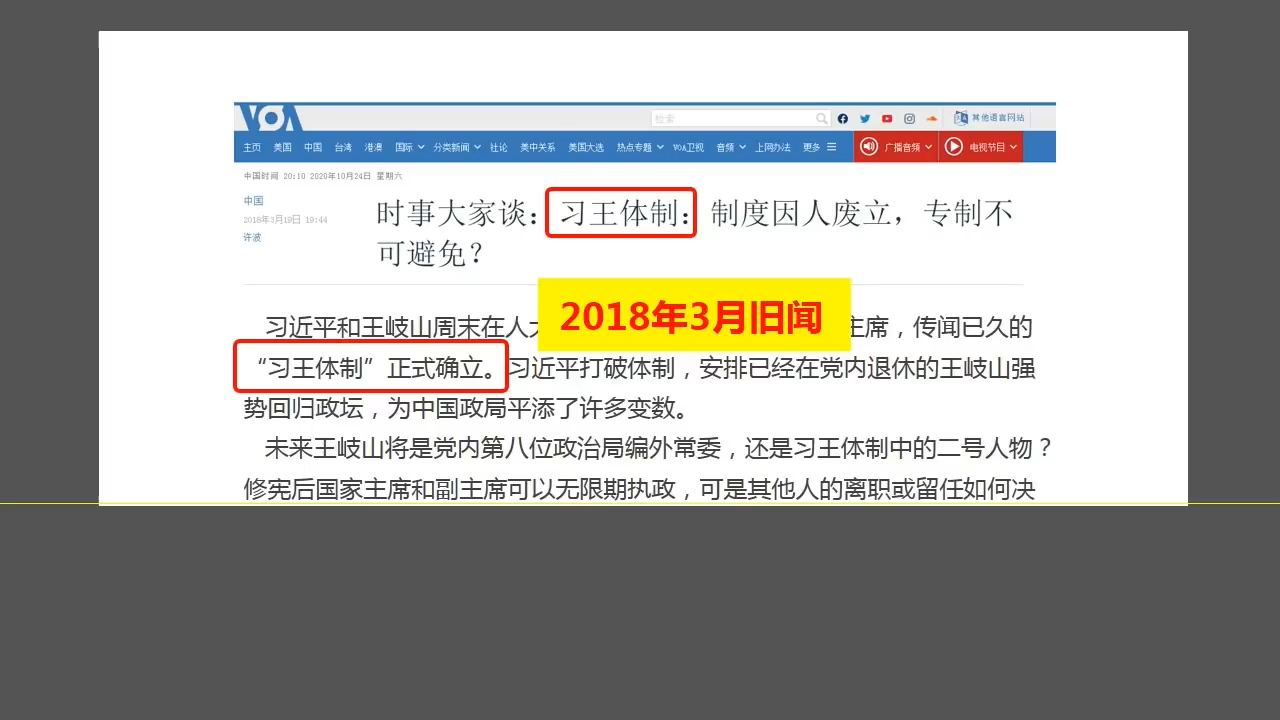 VOA
检索
其他语言网站
主页 美国 中国 台湾 港澳 国际 分类新闻 社论 美中关系 美国大选 热点专题 VOA卫视 音频 上网办法 更多 广播音频 电视节目
中国时间 20:10 2020年10月24日 星期六
中国
2018年3月19日 19:44
许波
时事大家谈：习王体制：制度因人废立，专制不
可避免？
2018年3月旧闻
习近平和王岐山周末在人大 主席，传闻已久的
“习王体制”正式确立。习近平打破体制，安排已经在党内退休的王岐山强
势回归政坛，为中国政局平添了许多变数。
未来王岐山将是党内第八位政治局编外常委，还是习王体制中的二号人物？
修宪后国家主席和副主席可以无限期执政，可是其他人的离职或留任如何决